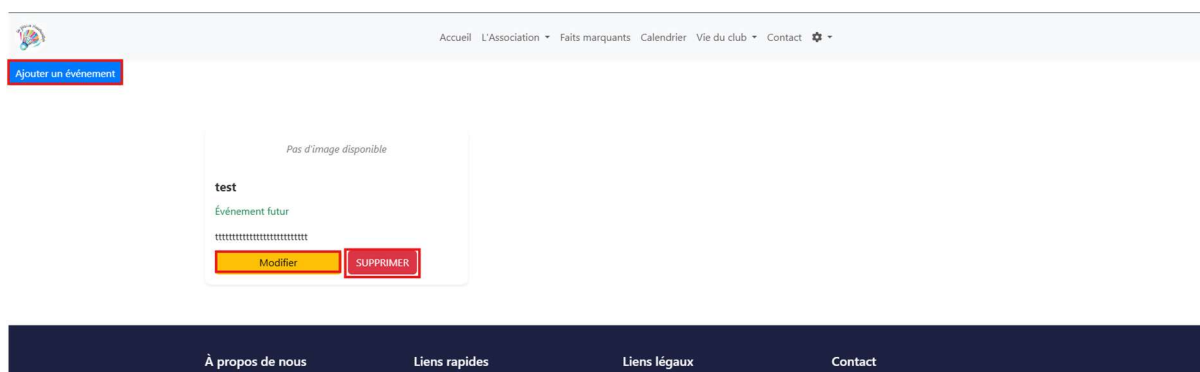 Accueil L'Association Faits marquants Calendrier Vie du club Contact
Ajouter un événement
Pas d'image disponible
test
Événement futur
tttttttttttttttttttttttttt
Modifier SUPPRIMER
À propos de nous Liens rapides Liens légaux Contact